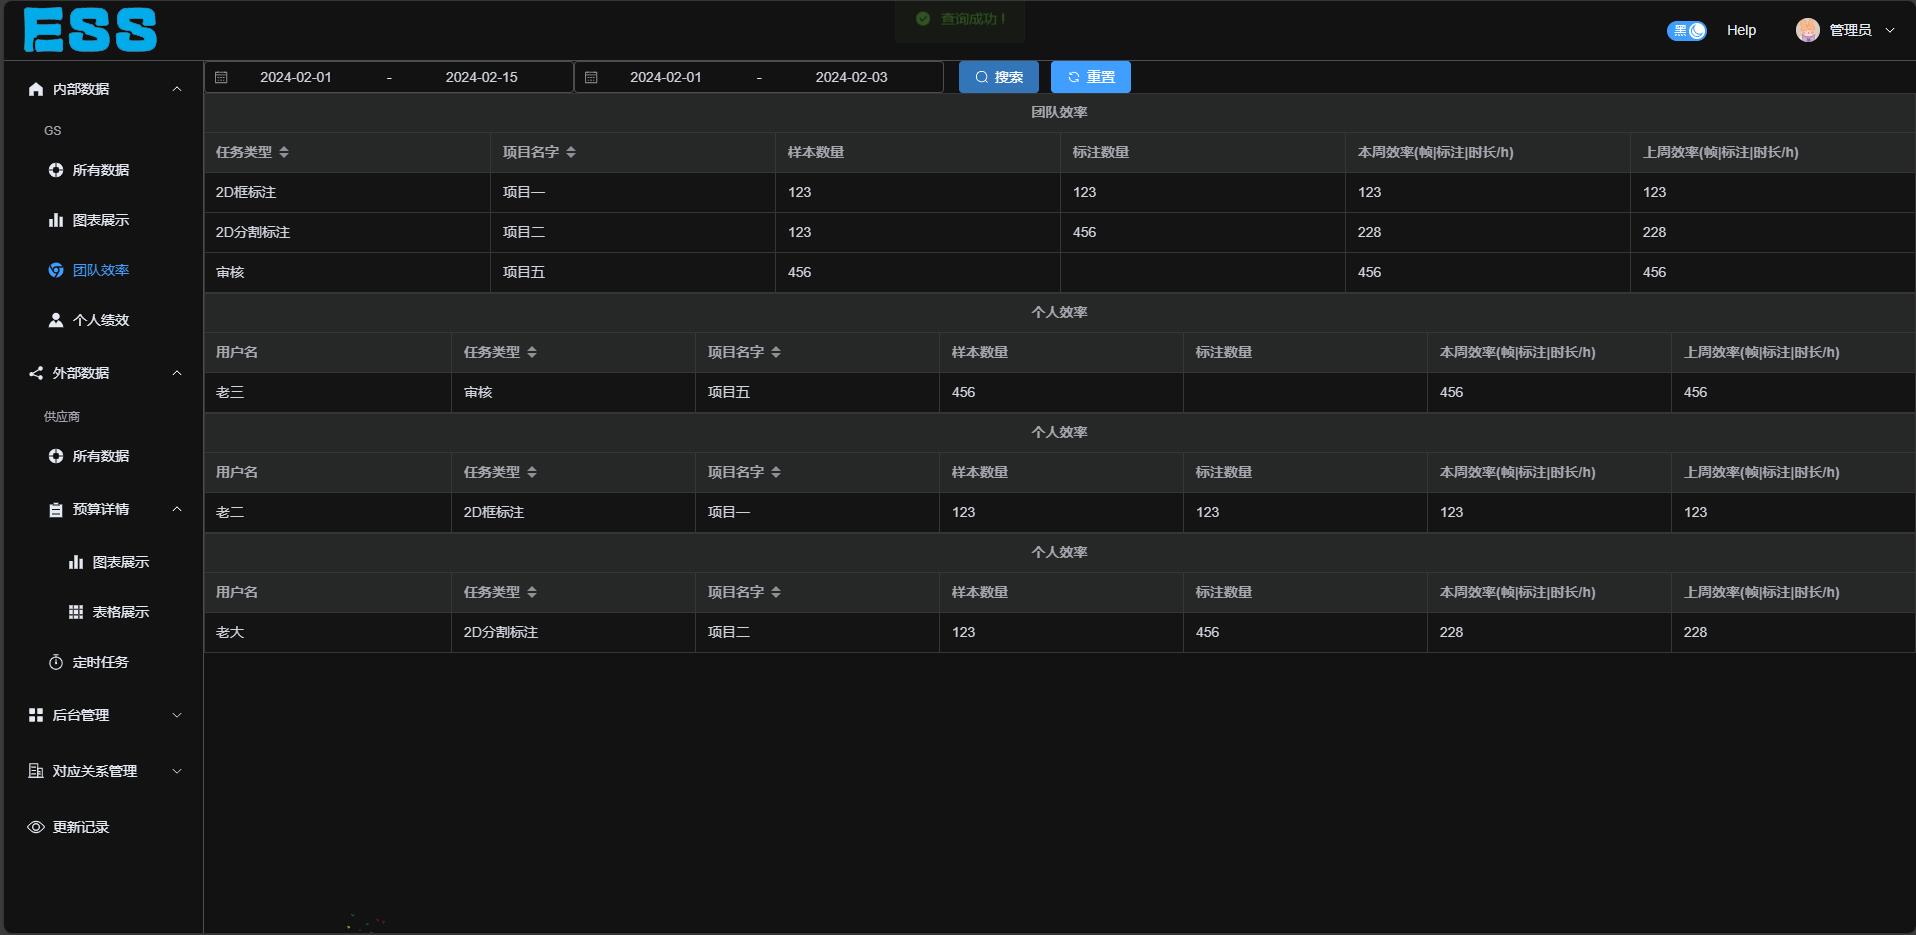 ESS
查询成功！
黑
Help
管理员
内部数据
GS
所有数据
图表展示
团队效率
个人绩效
外部数据
供应商
所有数据
预算详情
图表展示
表格展示
定时任务
后台管理
对应关系管理
更新记录
2024-02-01 - 2024-02-15 2024-02-01 - 2024-02-03 搜索 重置
团队效率
任务类型 项目名字 样本数量 标注数量 本周效率(帧|标注|时长/h) 上周效率(帧|标注|时长/h)
2D框标注 项目一 123 123 123 123
2D分割标注 项目二 123 456 228 228
审核 项目五 456 456 456
个人效率
用户名 任务类型 项目名字 样本数量 标注数量 本周效率(帧|标注|时长/h) 上周效率(帧|标注|时长/h)
老三 审核 项目五 456 456 456
个人效率
用户名 任务类型 项目名字 样本数量 标注数量 本周效率(帧|标注|时长/h) 上周效率(帧|标注|时长/h)
老二 2D框标注 项目一 123 123 123 123
个人效率
用户名 任务类型 项目名字 样本数量 标注数量 本周效率(帧|标注|时长/h) 上周效率(帧|标注|时长/h)
老大 2D分割标注 项目二 123 456 228 228